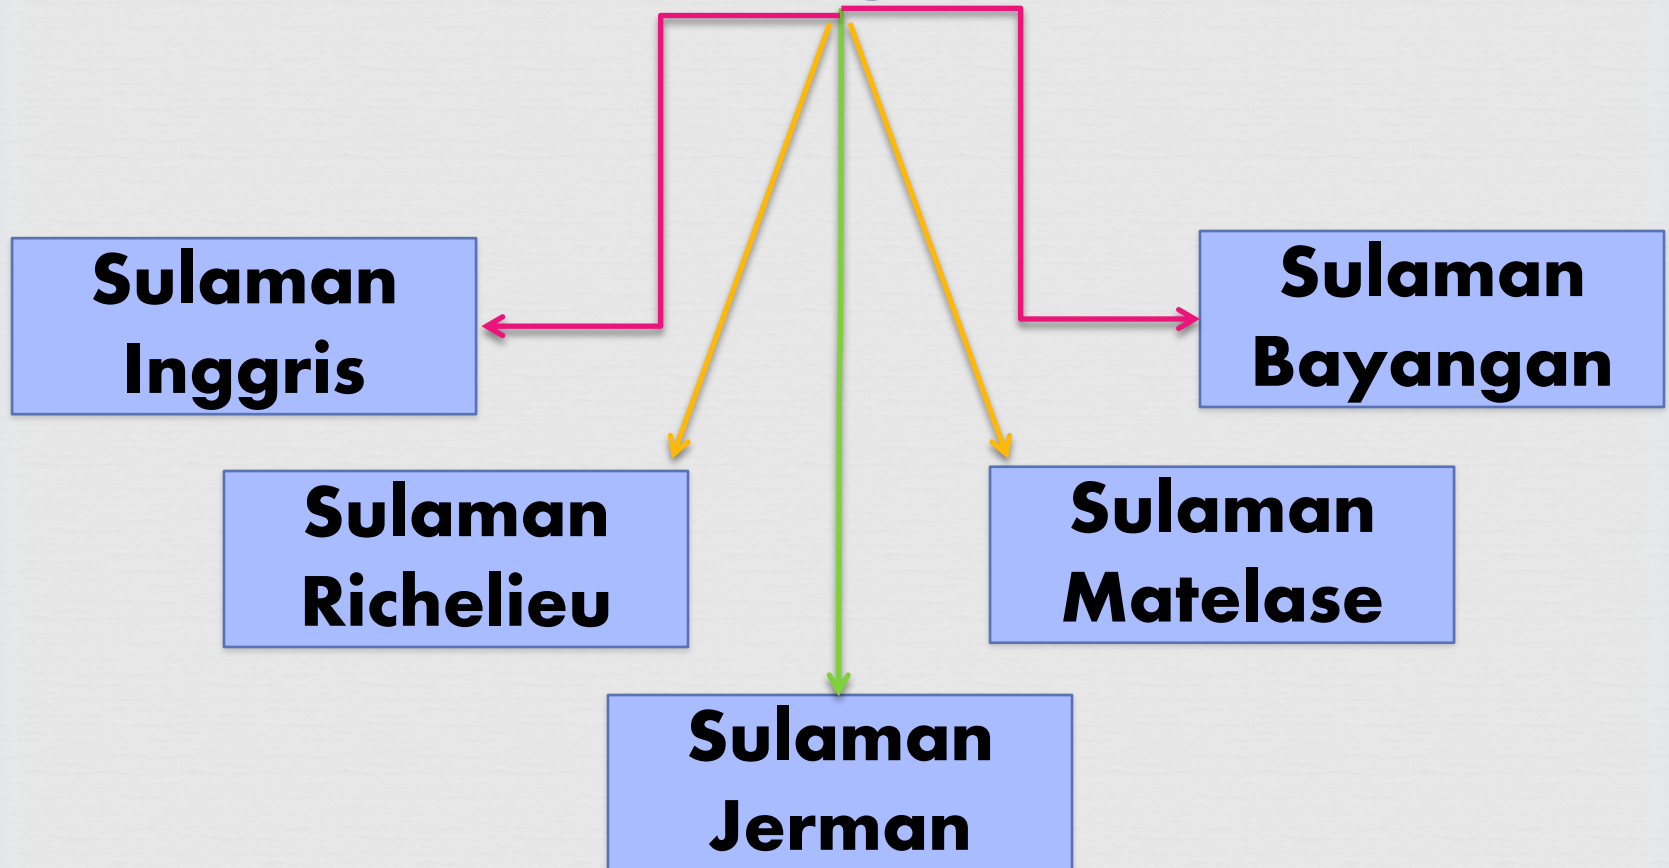 Sulaman
Inggris
Sulaman
Bayangan
Sulaman
Richelieu
Sulaman
Matelase
Sulaman
Jerman